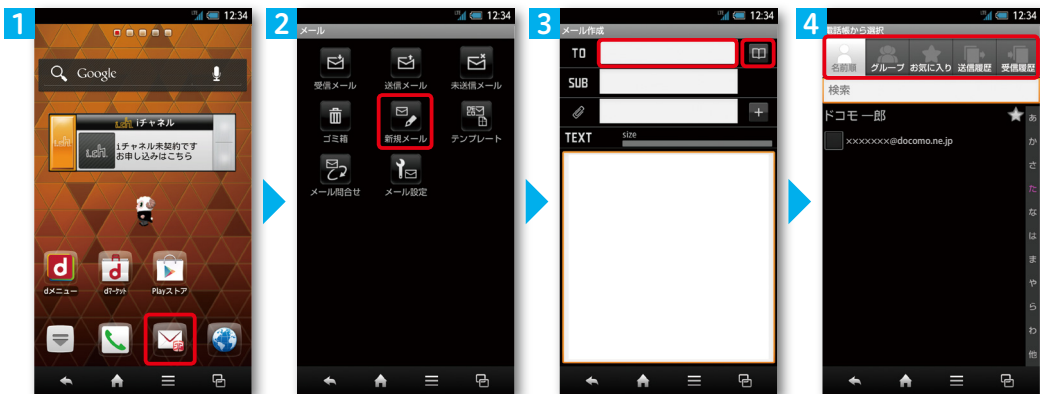 1
12:34
Google
iチャネル
iチャネル未契約です
お申し込みはこちら
dメニュー
dマーケット
Playストア
2
12:34
メール
受信メール
送信メール
未送信メール
ゴミ箱
新規メール
テンプレート
メール問合せ
メール設定
3
12:34
メール作成
TO
SUB
TEXT
size
4
12:34
電話帳から選択
名前順
グループ
お気に入り
送信履歴
受信履歴
検索
ドコモ 一郎
×××××××@docomo.ne.jp
あ
か
さ
た
な
は
ま
や
ら
わ
他